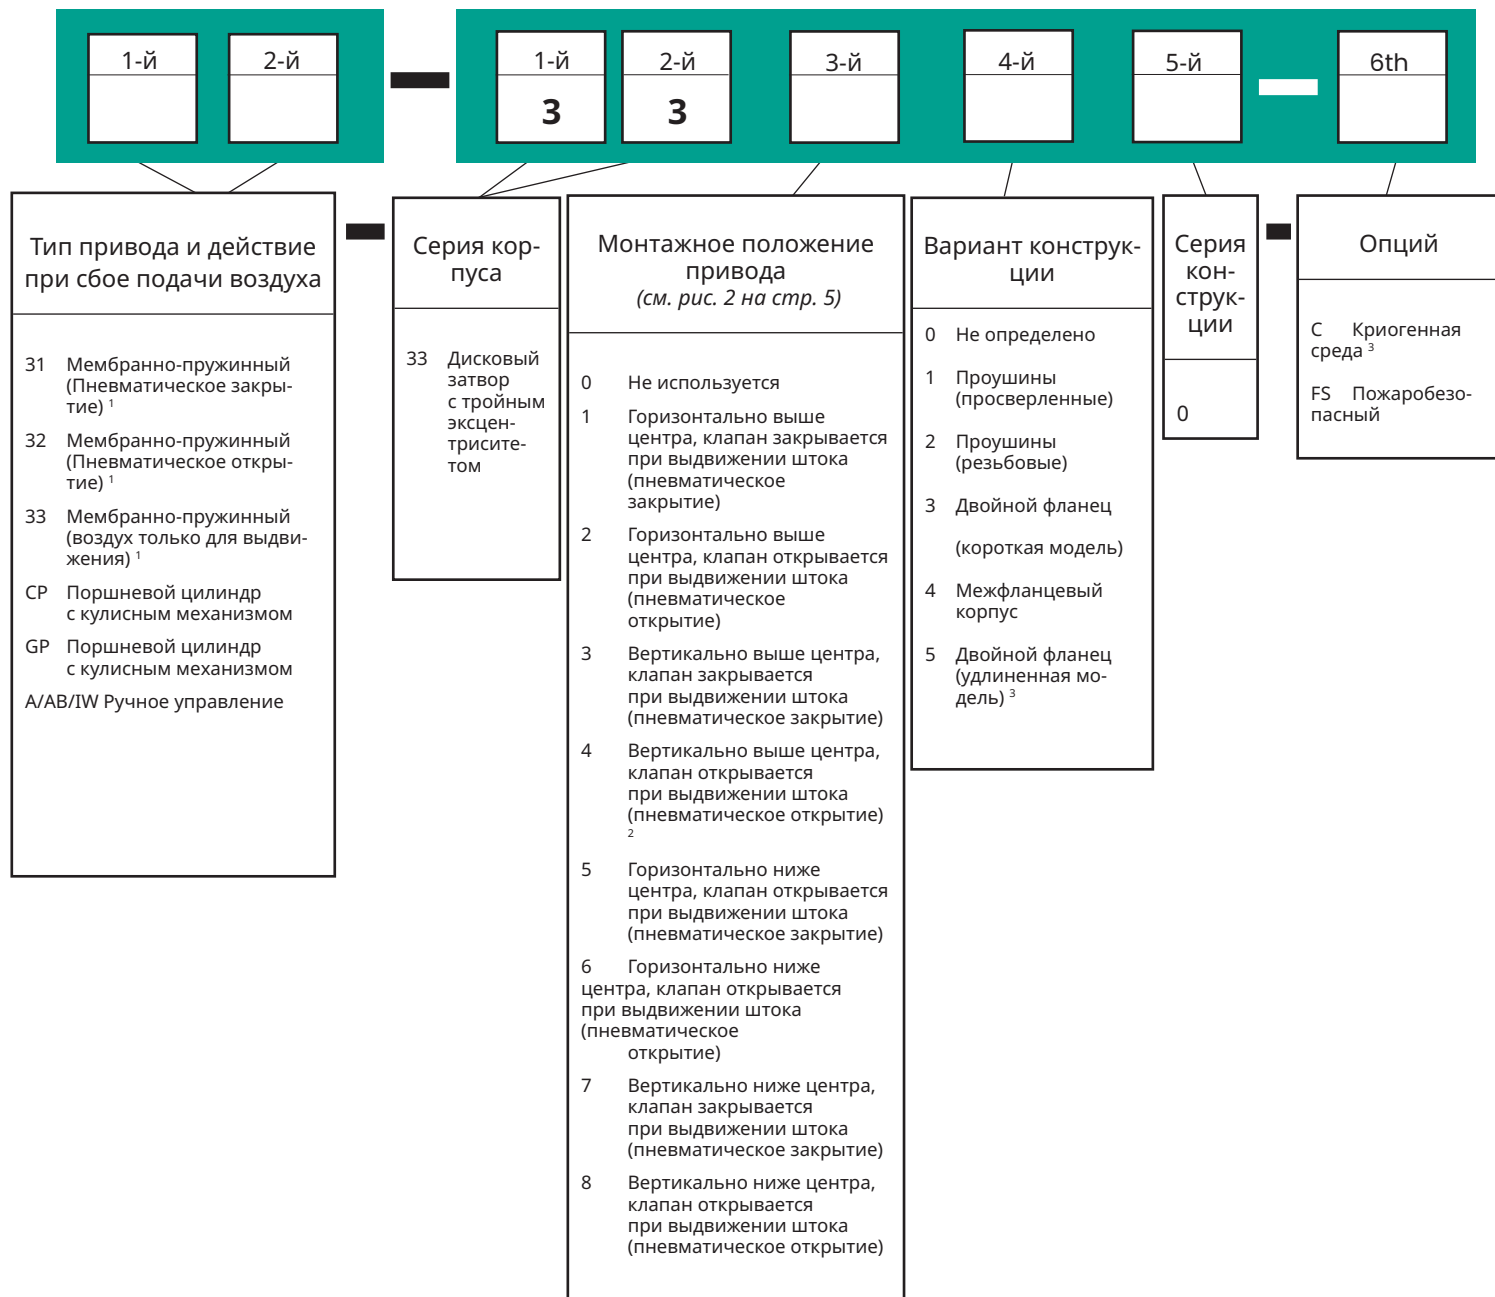 1-й
2-й
1-й
2-й
3-й
4-й
5-й
6th
3
3
Тип привода и действие
при сбое подачи воздуха
31 Мембранно-пружинный
(Пневматическое закры-
тие) 1
32 Мембранно-пружинный
(Пневматическое откры-
тие) 1
33 Мембранно-пружинный
(воздух только для выдви-
жения) 1
CP Поршневой цилиндр
с кулисным механизмом
GP Поршневой цилиндр
с кулисным механизмом
A/AB/IW Ручное управление
Серия кор-
пуса
33 Дисковый
затвор
с тройным
эксцен-
трисите-
том
Монтажное положение
привода
(см. рис. 2 на стр. 5)
0 Не используется
1 Горизонтально выше
центра, клапан закрывается
при выдвижении штока
(пневматическое
закрытие)
2 Горизонтально выше
центра, клапан открывается
при выдвижении штока
(пневматическое
открытие)
3 Вертикально выше центра,
клапан закрывается
при выдвижении штока
(пневматическое закрытие)
4 Вертикально выше центра,
клапан открывается
при выдвижении штока
(пневматическое открытие)
2
5 Горизонтально ниже
центра, клапан открывается
при выдвижении штока
(пневматическое закрытие)
6 Горизонтально ниже
центра, клапан открывается
при выдвижении штока
(пневматическое
открытие)
7 Вертикально ниже центра,
клапан закрывается
при выдвижении штока
(пневматическое закрытие)
8 Вертикально ниже центра,
клапан открывается
при выдвижении штока
(пневматическое открытие)
Вариант конструк-
ции
0 Не определено
1 Проушины
(просверленные)
2 Проушины
(резьбовые)
3 Двойной фланец
(короткая модель)
4 Межфланцевый
корпус
5 Двойной фланец
(удлиненная мо-
дель) 3
Серия
кон-
струк-
ции
0
Опций
C Криогенная
среда 3
FS Пожаробезо-
пасный